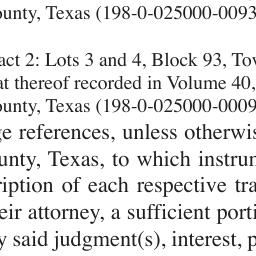 ounty, Texas (198-0-025000-0093
act 2: Lots 3 and 4, Block 93, Tov
at thereof recorded in Volume 40,
ounty, Texas (198-0-025000-0009
ge references, unless otherwis
unty, Texas, to which instrun
ription of each respective tra
eir attorney, a sufficient porti
y said judgment(s), interest, p